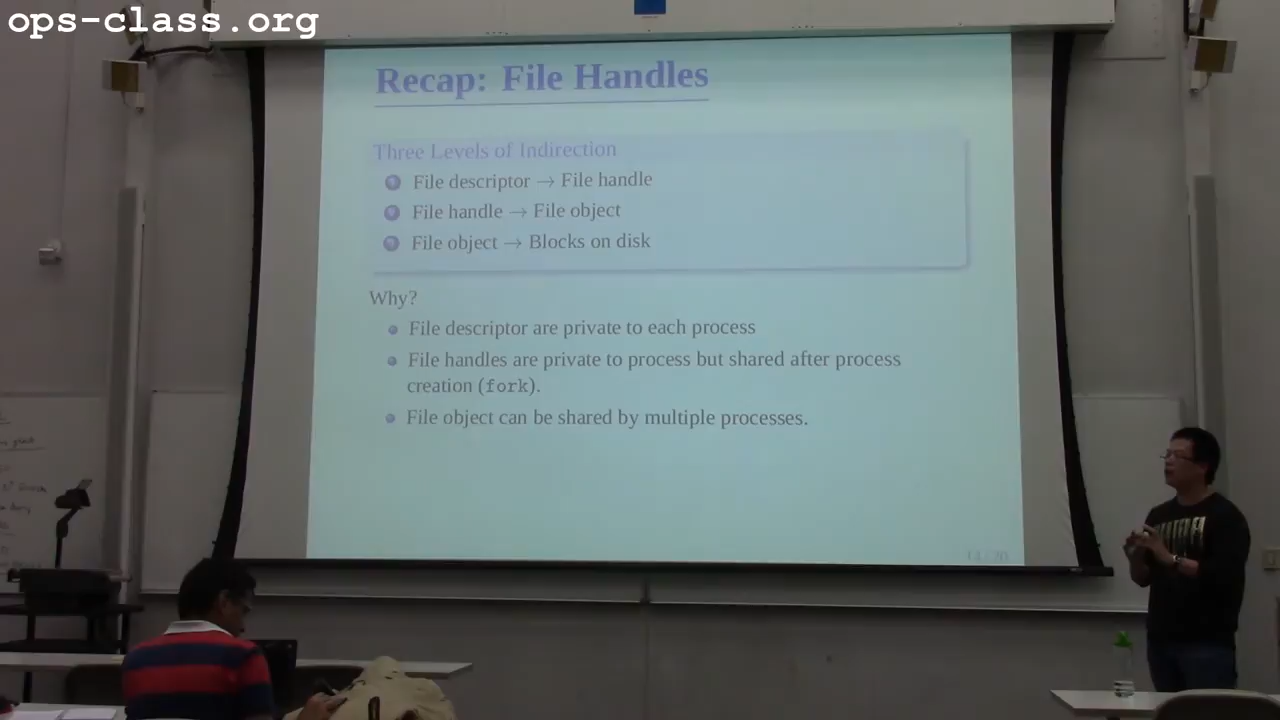 ops-class.org
Recap: File Handles
Three Levels of Indirection
File descriptor → File handle
File handle → File object
File object → Blocks on disk
Why?
File descriptor are private to each process
File handles are private to process but shared after process
creation (fork).
File object can be shared by multiple processes.